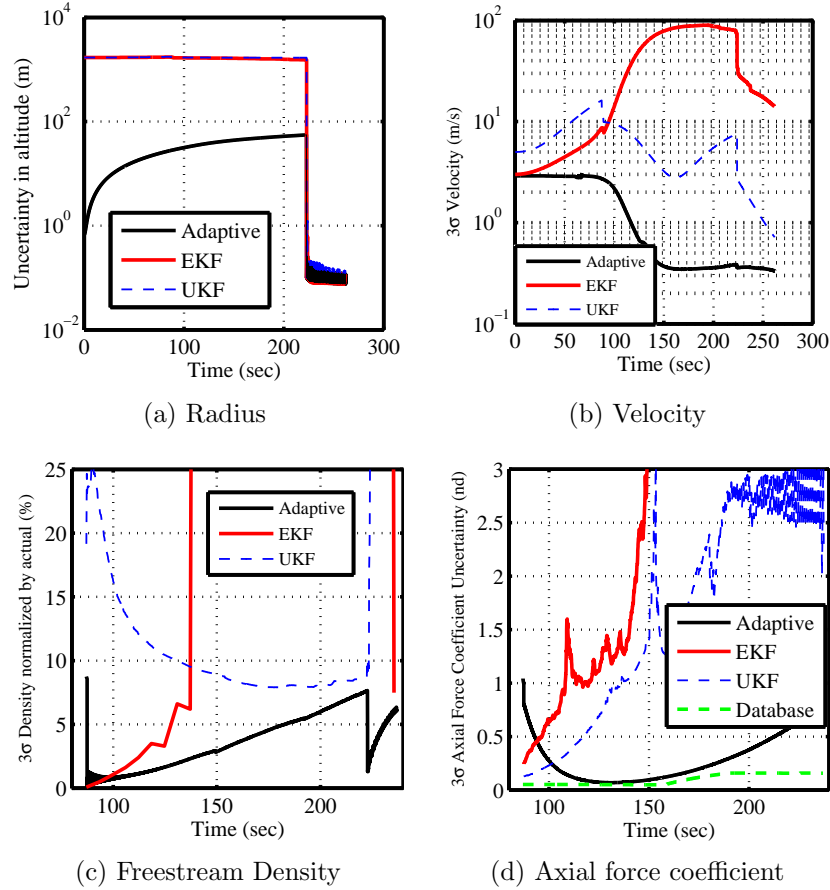 Uncertainty in altitude (m)
10^4
10^2
10^0
10^−2
0
100
200
300
Time (sec)
Adaptive
EKF
UKF
(a) Radius
3σ Velocity (m/s)
10^2
10^1
10^0
10^−1
0
50
100
150
200
250
300
Time (sec)
Adaptive
EKF
UKF
(b) Velocity
3σ Density normalized by actual (%)
25
20
15
10
5
0
100
150
200
Time (sec)
Adaptive
EKF
UKF
(c) Freestream Density
3σ Axial Force Coefficient Uncertainty (nd)
3
2.5
2
1.5
1
0.5
0
100
150
200
Time (sec)
Adaptive
EKF
UKF
Database
(d) Axial force coefficient